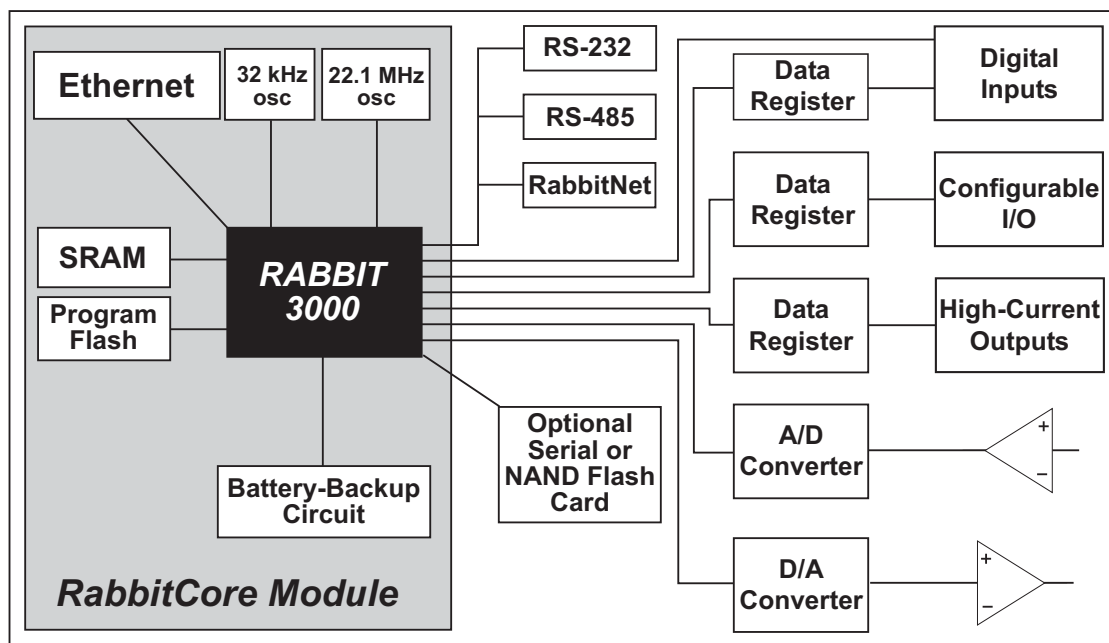 Ethernet
32 kHz
osc
22.1 MHz
osc
RS-232
RS-485
RabbitNet
Data
Register
Digital
Inputs
Data
Register
Configurable
I/O
SRAM
Program
Flash
RABBIT
3000
Data
Register
High-Current
Outputs
Optional
Serial or
NAND Flash
Card
A/D
Converter
+
−
Battery-Backup
Circuit
D/A
Converter
+
−
RabbitCore Module